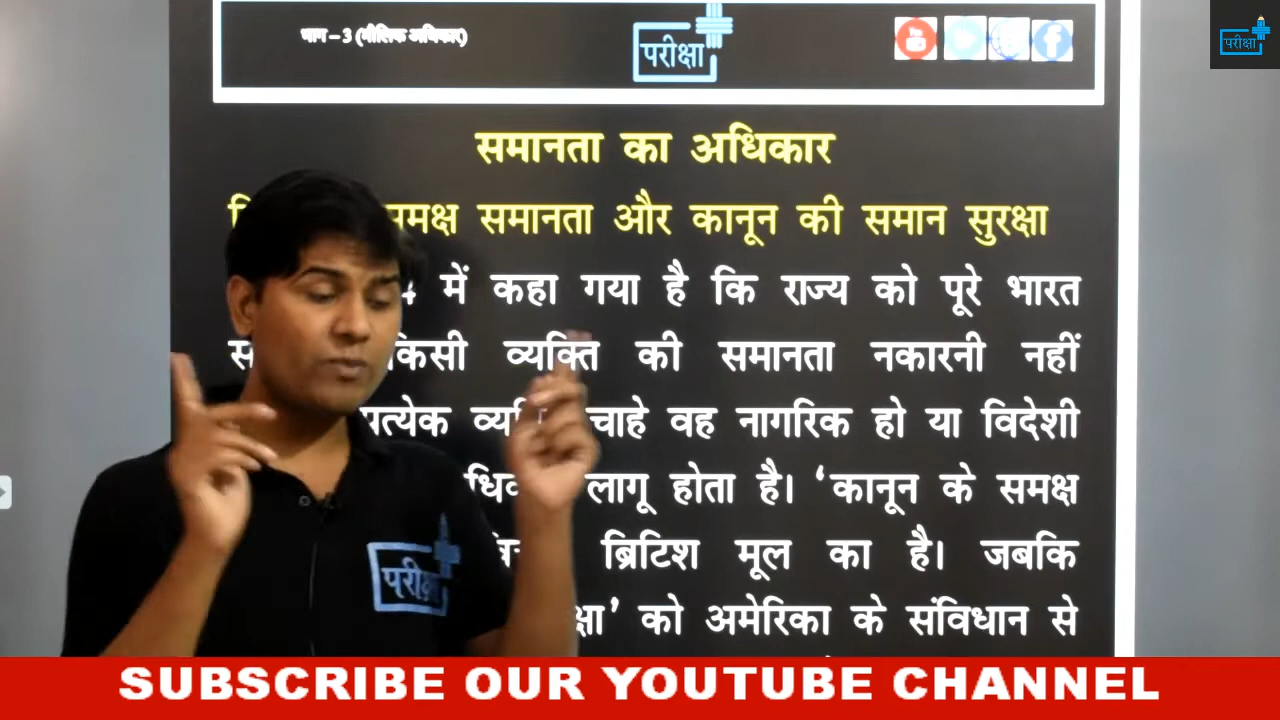 भाग – 3 (मौलिक अधिकार)
परीक्षा
परीक्षा
समानता का अधिकार
समक्ष समानता और कानून की समान सुरक्षा
में कहा गया है कि राज्य को पूरे भारत
किसी व्यक्ति की समानता नकारनी नहीं
प्रत्येक चाहे वह नागरिक हो या विदेशी
लागू होता है। ‘कानून के समक्ष
ब्रिटिश मूल का है। जबकि
को अमेरिका के संविधान से
परीक्षा
SUBSCRIBE OUR YOUTUBE CHANNEL